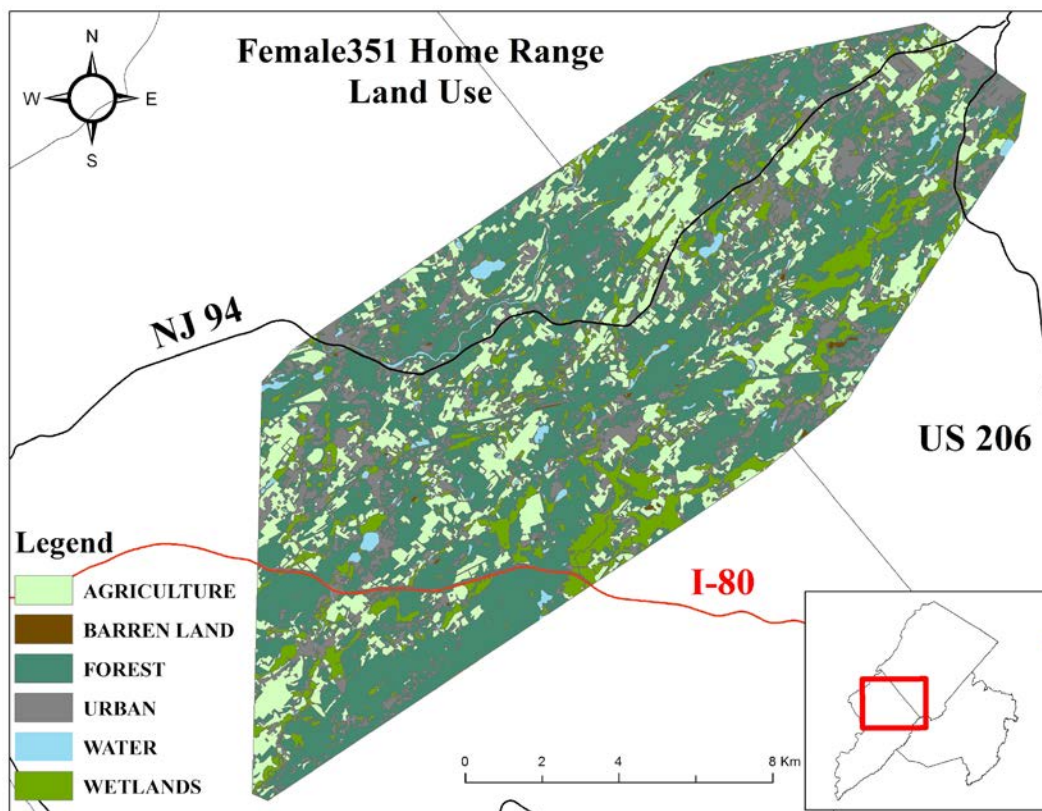 Female351 Home Range
Land Use
N
W
E
S
NJ 94
US 206
I-80
Legend
AGRICULTURE
BARREN LAND
FOREST
URBAN
WATER
WETLANDS
0 2 4 8 Km